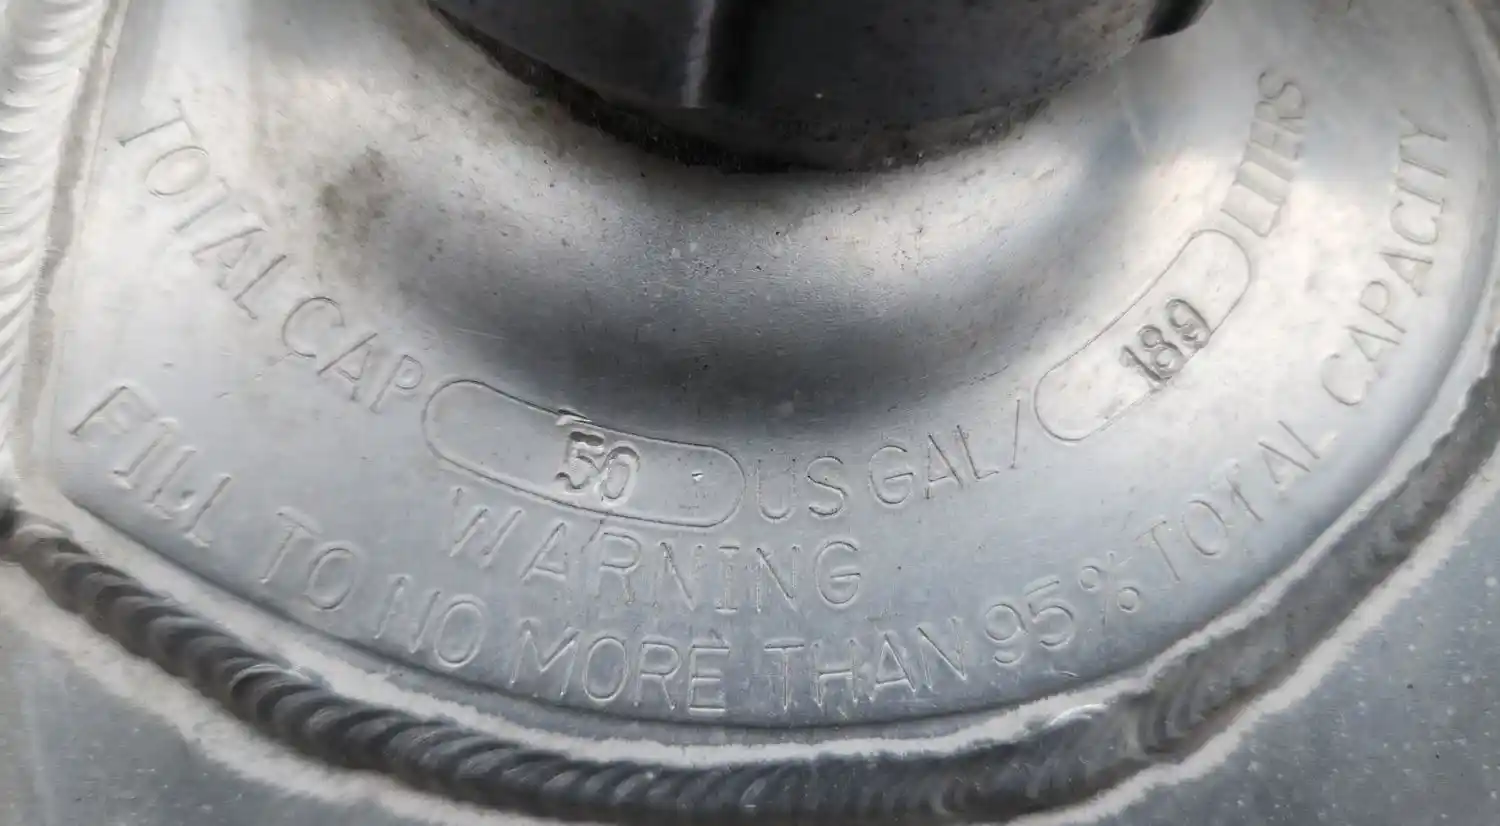 TOTAL CAP 50 US GAL/ 189 LITERS
WARNING
FILL TO NO MORE THAN 95% TOTAL CAPACITY